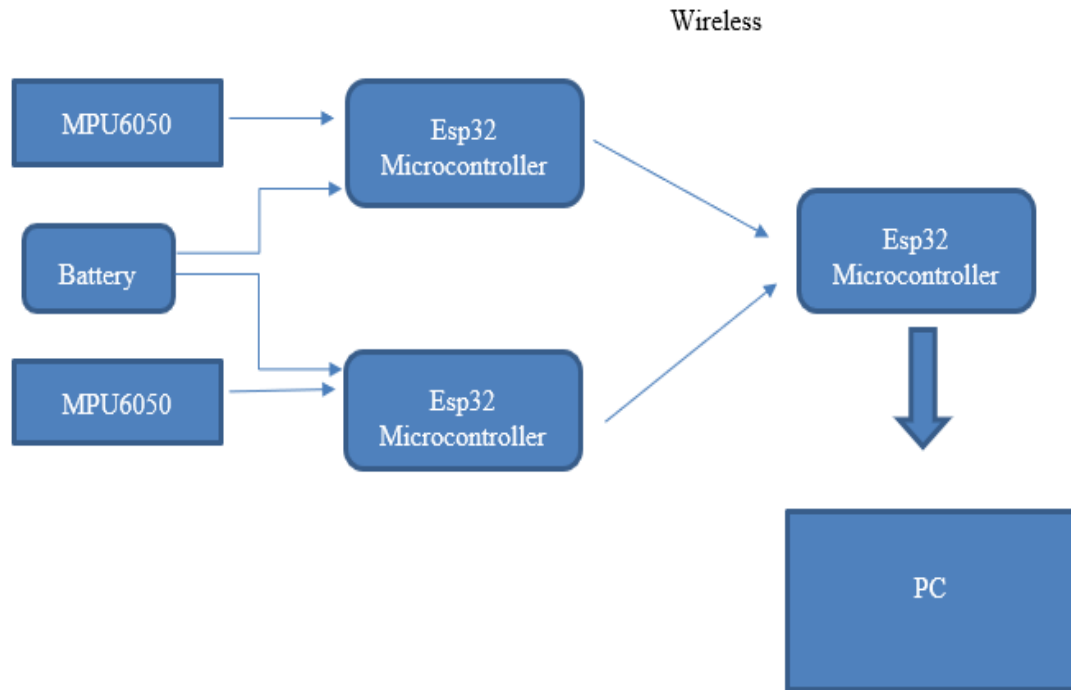 Wireless
MPU6050
Esp32
Microcontroller
Battery
Esp32
Microcontroller
MPU6050
Esp32
Microcontroller
PC